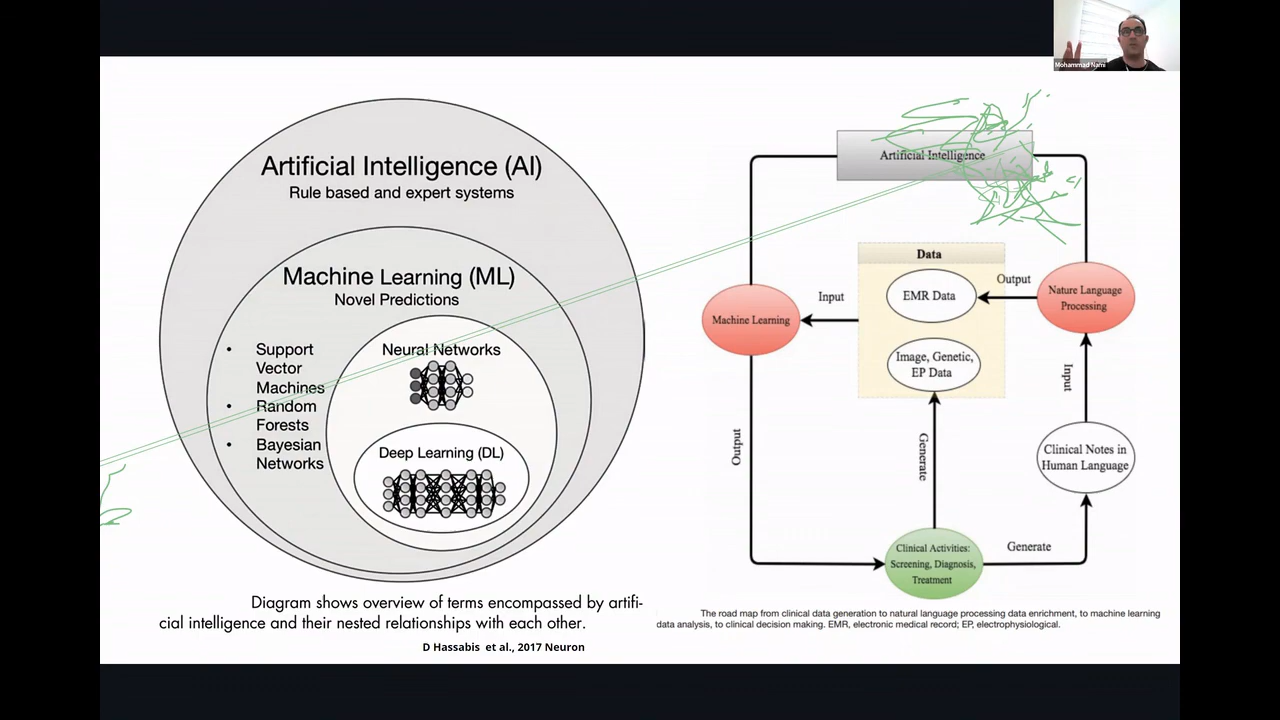 Mohammad Nami
Artificial Intelligence (AI)
Rule based and expert systems
Machine Learning (ML)
Novel Predictions
• Support
Vector
Machines
• Random
Forests
• Bayesian
Networks
Neural Networks
Deep Learning (DL)
Diagram shows overview of terms encompassed by artifi-
cial intelligence and their nested relationships with each other.
D Hassabis et al., 2017 Neuron
Artificial Intelligence
Data
EMR Data
Image, Genetic,
EP Data
Output
Nature Language
Processing
Input
Machine Learning
Input
Clinical Notes in
Human Language
Output
Generate
Clinical Activities:
Screening, Diagnosis,
Treatment
Generate
The road map from clinical data generation to natural language processing data enrichment, to machine learning
data analysis, to clinical decision making. EMR, electronic medical record; EP, electrophysiological.